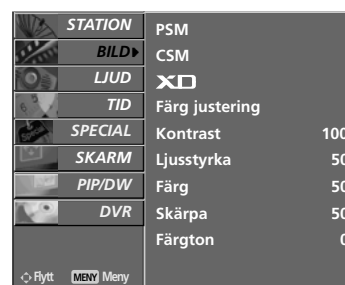 STATION
BILD
LJUD
TID
SPECIAL
SKARM
PIP/DW
DVR
Flytt MENY Meny
PSM
CSM
XD
Färg justering
Kontrast 100
Ljusstyrka 50
Färg 50
Skärpa 50
Färgton 0